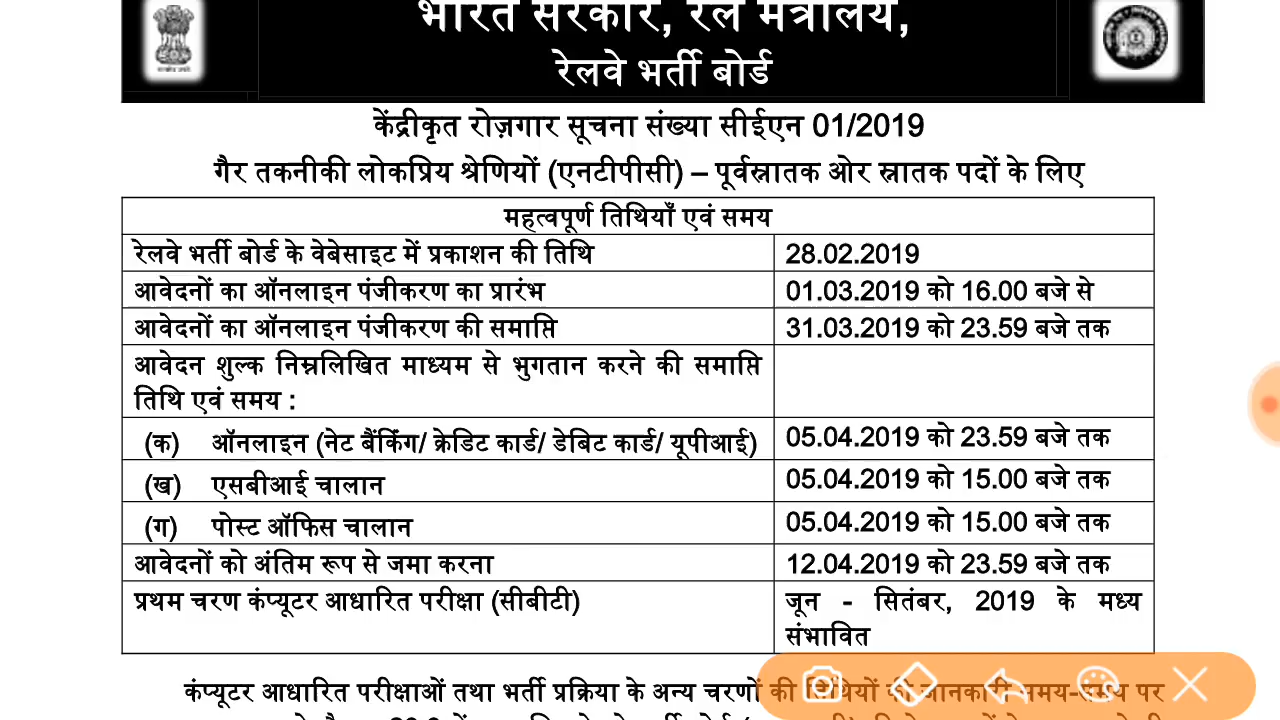 भारत सरकार, रेल मंत्रालय,
रेलवे भर्ती बोर्ड
केंद्रीकृत रोज़गार सूचना संख्या सीईएन 01/2019
गैर तकनीकी लोकप्रिय श्रेणियों (एनटीपीसी) – पूर्वस्नातक ओर स्नातक पदों के लिए
महत्वपूर्ण तिथियाँ एवं समय
रेलवे भर्ती बोर्ड के वेबेसाइट में प्रकाशन की तिथि 28.02.2019
आवेदनों का ऑनलाइन पंजीकरण का प्रारंभ 01.03.2019 को 16.00 बजे से
आवेदनों का ऑनलाइन पंजीकरण की समाप्ति 31.03.2019 को 23.59 बजे तक
आवेदन शुल्क निम्नलिखित माध्यम से भुगतान करने की समाप्ति
तिथि एवं समय :
(क) ऑनलाइन (नेट बैंकिंग/ क्रेडिट कार्ड/ डेबिट कार्ड/ यूपीआई) 05.04.2019 को 23.59 बजे तक
(ख) एसबीआई चालान 05.04.2019 को 15.00 बजे तक
(ग) पोस्ट ऑफिस चालान 05.04.2019 को 15.00 बजे तक
आवेदनों को अंतिम रूप से जमा करना 12.04.2019 को 23.59 बजे तक
प्रथम चरण कंप्यूटर आधारित परीक्षा (सीबीटी) जून - सितंबर, 2019 के मध्य
संभावित
कंप्यूटर आधारित परीक्षाओं तथा भर्ती प्रक्रिया के अन्य चरणों की तिथियों की जानकारी समय-समय पर